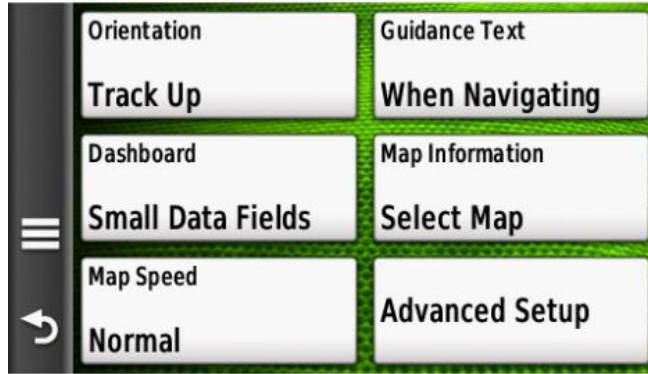 Orientation
Track Up
Guidance Text
When Navigating
Dashboard
Small Data Fields
Map Information
Select Map
Map Speed
Normal
Advanced Setup